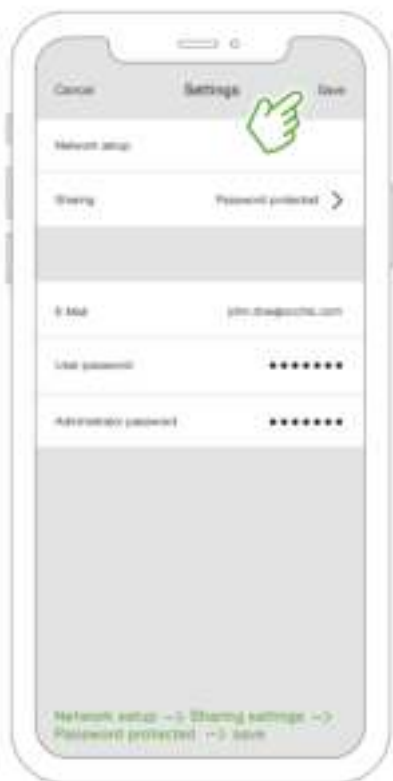 Cancel Settings Save
Network setup
Sharing Password protected
E-Mail
User password •••••••
Administrator password •••••••
Network setup --> Sharing settings -->
Password protected --> save